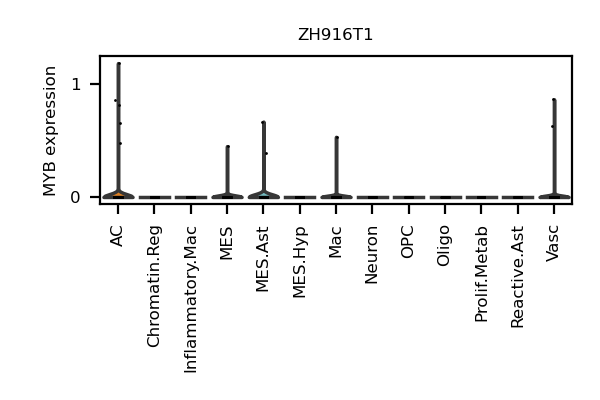 ZH916T1
MYB expression
1
0
AC
Chromatin.Reg
Inflammatory.Mac
MES
MES.Ast
MES.Hyp
Mac
Neuron
OPC
Oligo
Prolif.Metab
Reactive.Ast
Vasc